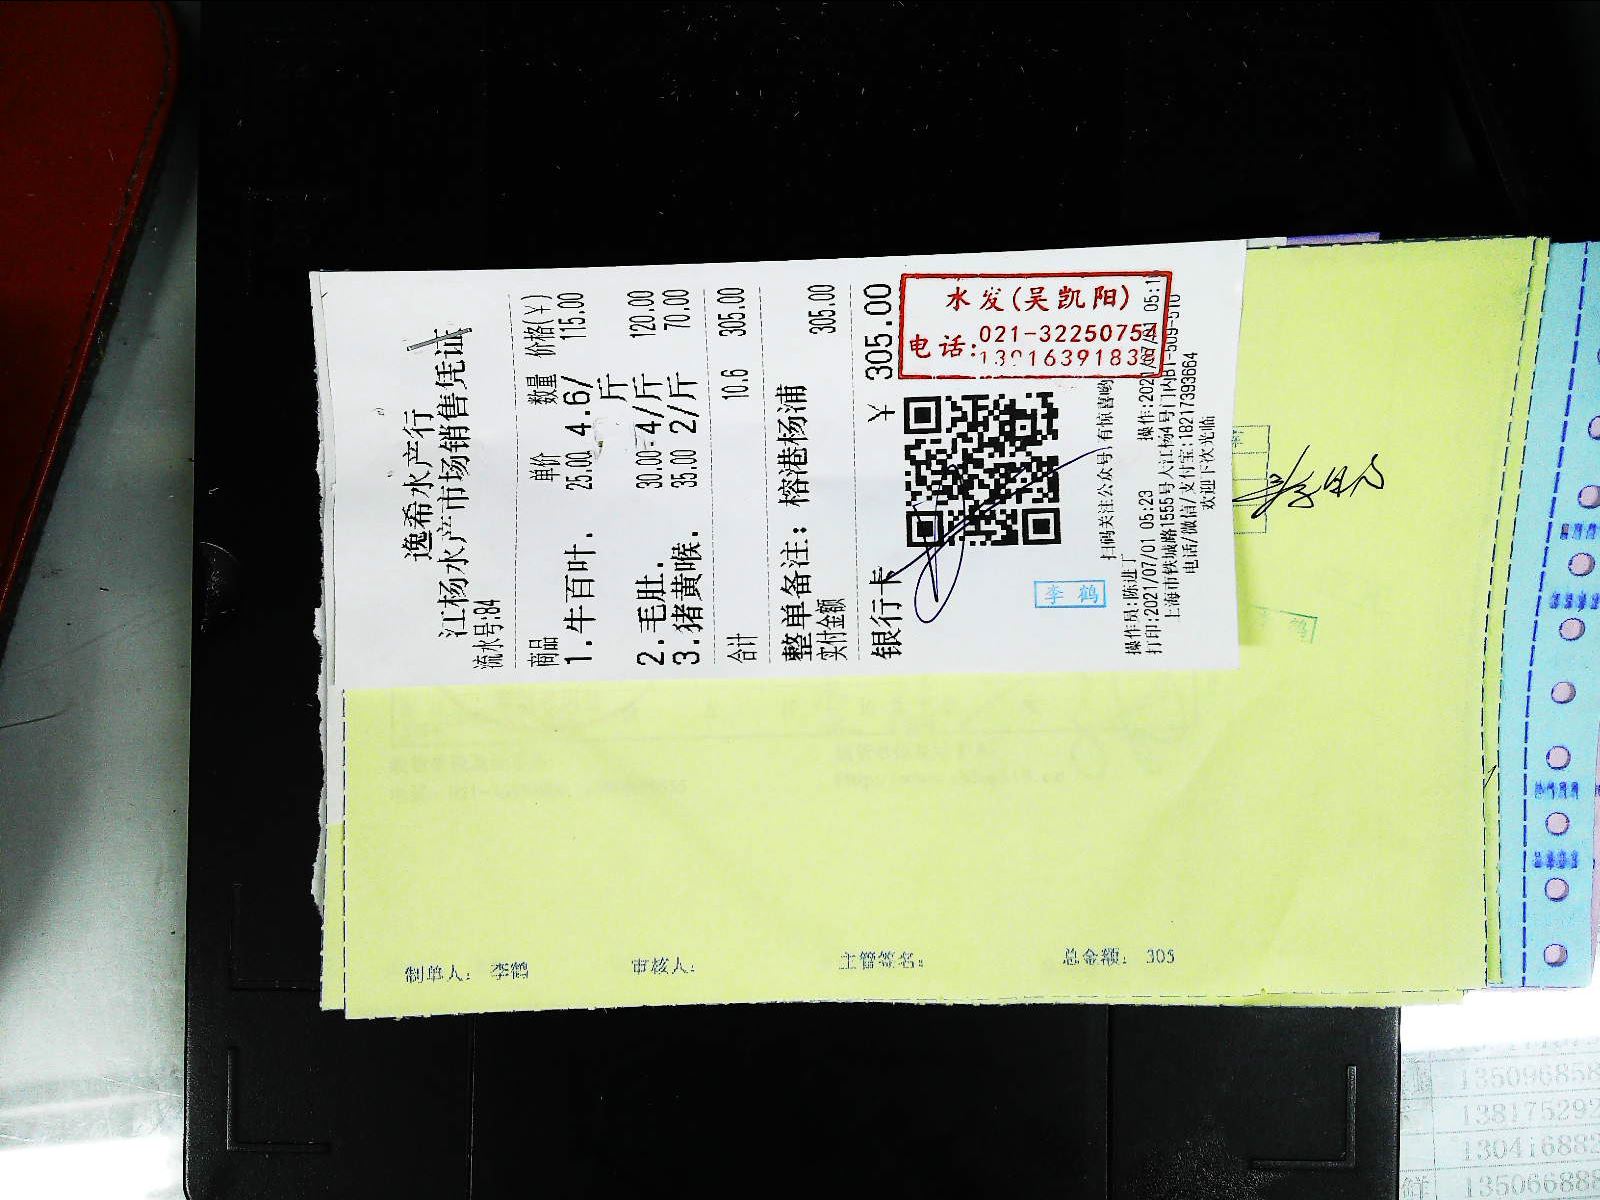 逸希水产行
江杨水产市场销售凭证
流水号:84
商品 单价 数量 价格(¥)
1.牛百叶. 25.00 4.6/斤 115.00
2.毛肚. 30.00 4/斤 120.00
3.猪黄喉. 35.00 2/斤 70.00
合计 10.6 305.00
整单备注: 榕港杨浦
实付金额 305.00
银行卡 ¥ 305.00
水发(吴凯阳)
电话:021-3225075
李鹤
扫码关注公众号,有惊喜哟
操作员:陈进丁
打印:2021/07/01 05:23
上海市铁城路1555号大江杨4号门内
电话/微信/支付宝:18217393664
欢迎下次光临
制单人: 李鹤 审核人: 主管签名: 总金额: 305